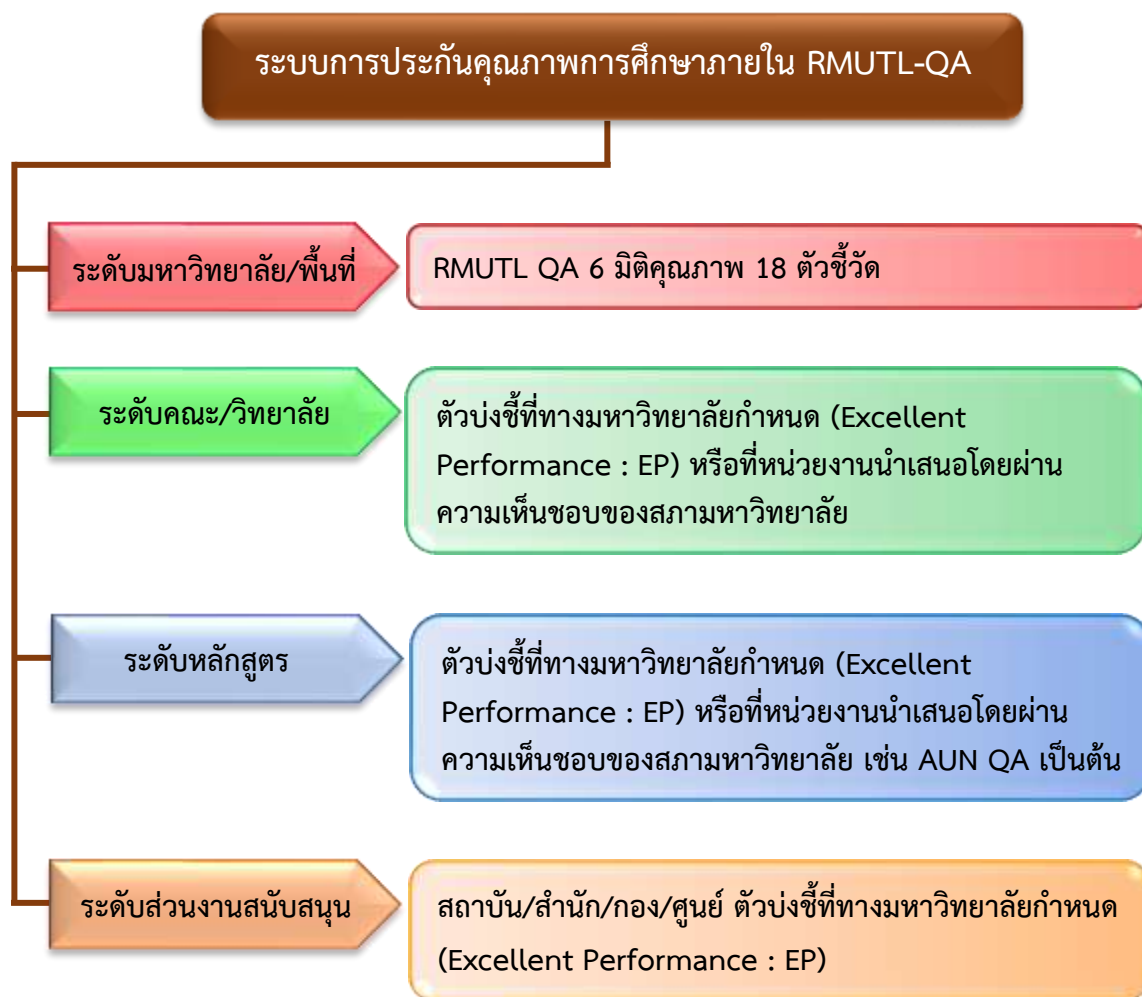 ระบบการประกันคุณภาพการศึกษาภายใน RMUTL-QA
ระดับมหาวิทยาลัย/พื้นที่
RMUTL QA 6 มิติคุณภาพ 18 ตัวชี้วัด
ระดับคณะ/วิทยาลัย
ตัวบ่งชี้ที่ทางมหาวิทยาลัยกำหนด (Excellent
Performance : EP) หรือที่หน่วยงานนำเสนอโดยผ่าน
ความเห็นชอบของสภามหาวิทยาลัย
ระดับหลักสูตร
ตัวบ่งชี้ที่ทางมหาวิทยาลัยกำหนด (Excellent
Performance : EP) หรือที่หน่วยงานนำเสนอโดยผ่าน
ความเห็นชอบของสภามหาวิทยาลัย เช่น AUN QA เป็นต้น
ระดับส่วนงานสนับสนุน
สถาบัน/สำนัก/กอง/ศูนย์ ตัวบ่งชี้ที่ทางมหาวิทยาลัยกำหนด
(Excellent Performance : EP)